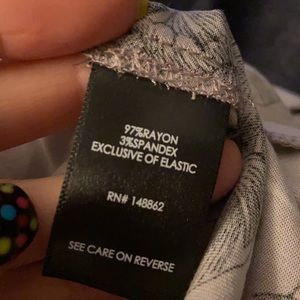 97%RAYON
3%SPANDEX
EXCLUSIVE OF ELASTIC
RN# 148862
SEE CARE ON REVERSE